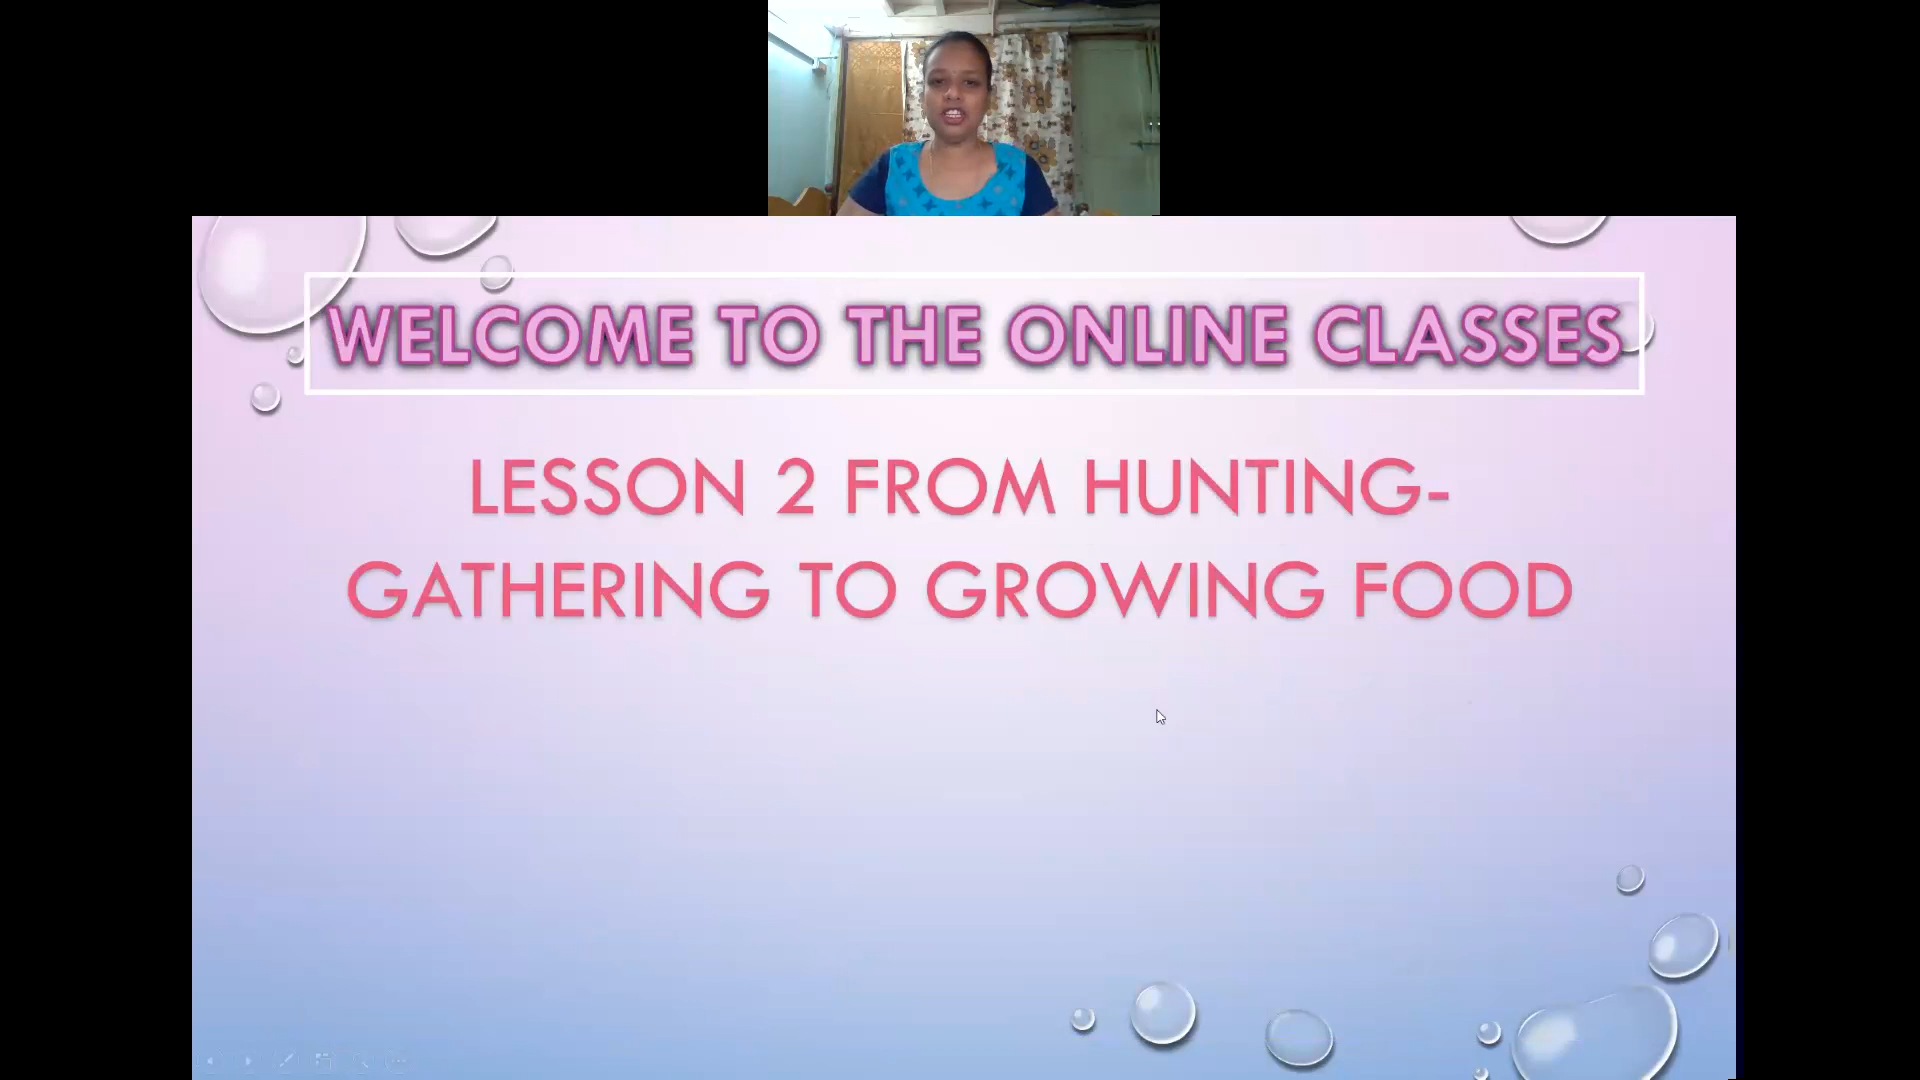 WELCOME TO THE ONLINE CLASSES
LESSON 2 FROM HUNTING-
GATHERING TO GROWING FOOD